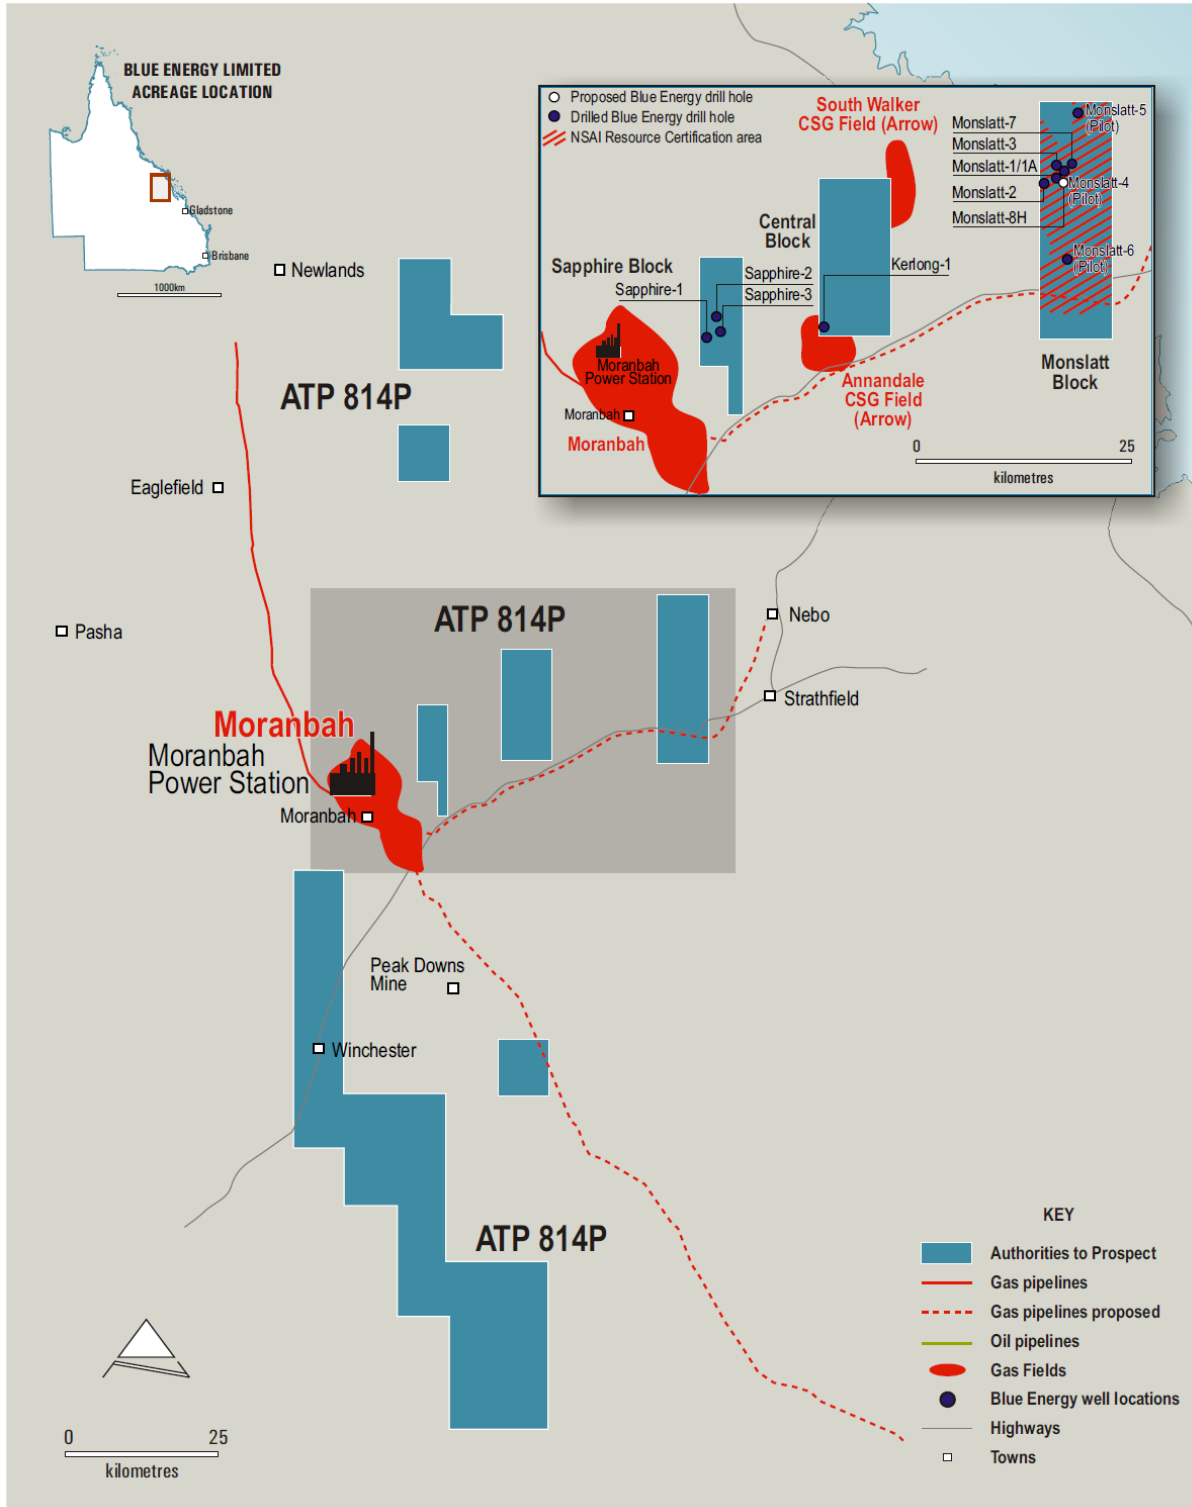 BLUE ENERGY LIMITED
ACREAGE LOCATION
Gladstone
Brisbane
1000km
Proposed Blue Energy drill hole
Drilled Blue Energy drill hole
NSAI Resource Certification area
South Walker
CSG Field (Arrow)
Monslatt-7
Monslatt-3
Monslatt-1/1A
Monslatt-2
Monslatt-8H
Monslatt-5
(Pilot)
Monslatt-4
(Pilot)
Monslatt-6
(Pilot)
Central
Block
Sapphire Block
Sapphire-1
Sapphire-2
Sapphire-3
Kerlong-1
Moranbah
Power Station
Moranbah
Moranbah
Annandale
CSG Field
(Arrow)
Monslatt
Block
0 25
kilometres
Newlands
ATP 814P
Eaglefield
Pasha
ATP 814P
Nebo
Strathfield
Moranbah
Moranbah
Power Station
Moranbah
Peak Downs
Mine
Winchester
ATP 814P
0 25
kilometres
KEY
Authorities to Prospect
Gas pipelines
Gas pipelines proposed
Oil pipelines
Gas Fields
Blue Energy well locations
Highways
Towns